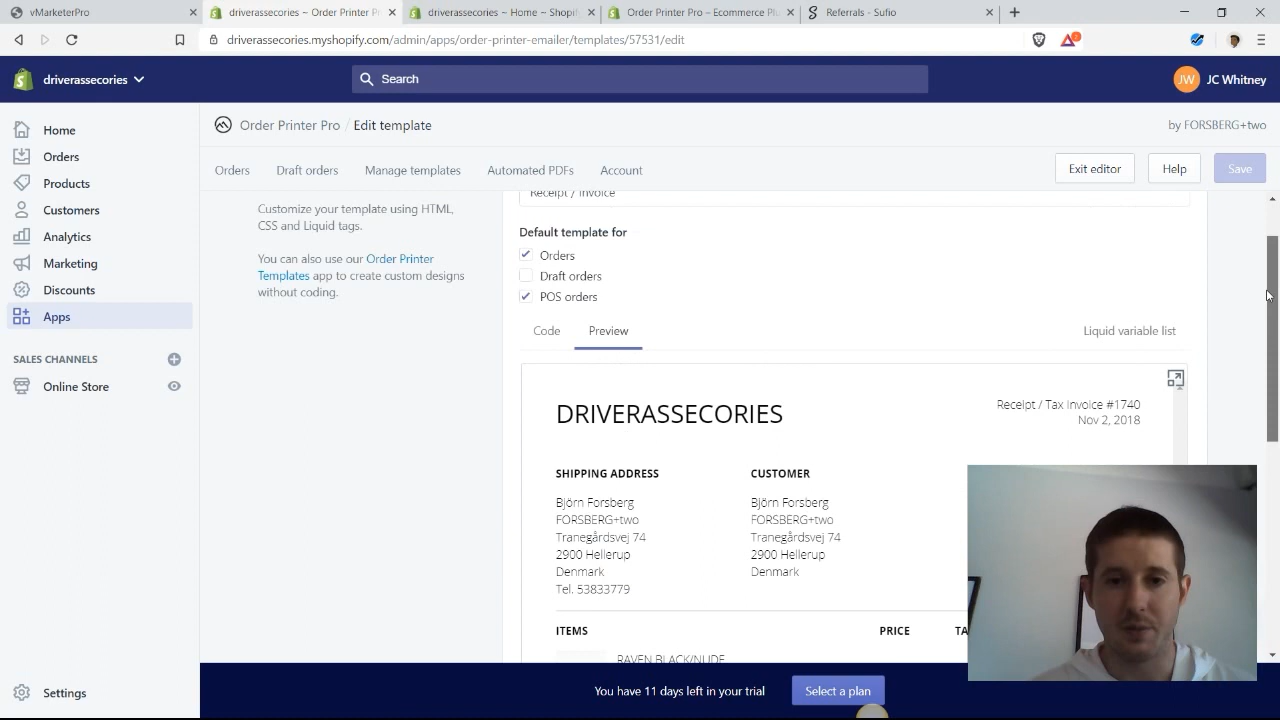 vMarketerPro
driverassecories ~ Order Printer P
driverassecories ~ Home ~ Shopif
Order Printer Pro – Ecommerce Plu
Referrals - Sufio
driverassecories.myshopify.com/admin/apps/order-printer-emailer/templates/57531/edit
driverassecories
Search
JW
JC Whitney
Home
Orders
Products
Customers
Analytics
Marketing
Discounts
Apps
SALES CHANNELS
Online Store
Settings
Order Printer Pro / Edit template
by FORSBERG+two
Orders
Draft orders
Manage templates
Automated PDFs
Account
Exit editor
Help
Save
Customize your template using HTML,
CSS and Liquid tags.
You can also use our Order Printer
Templates app to create custom designs
without coding.
Receipt / Invoice
Default template for
Orders
Draft orders
POS orders
Code
Preview
Liquid variable list
DRIVERASSECORIES
Receipt / Tax Invoice #1740
Nov 2, 2018
SHIPPING ADDRESS
Björn Forsberg
FORSBERG+two
Tranegårdsvej 74
2900 Hellerup
Denmark
Tel. 53833779
CUSTOMER
Björn Forsberg
FORSBERG+two
Tranegårdsvej 74
2900 Hellerup
Denmark
ITEMS
PRICE
TA
RAVEN BLACK/NUDE
You have 11 days left in your trial
Select a plan